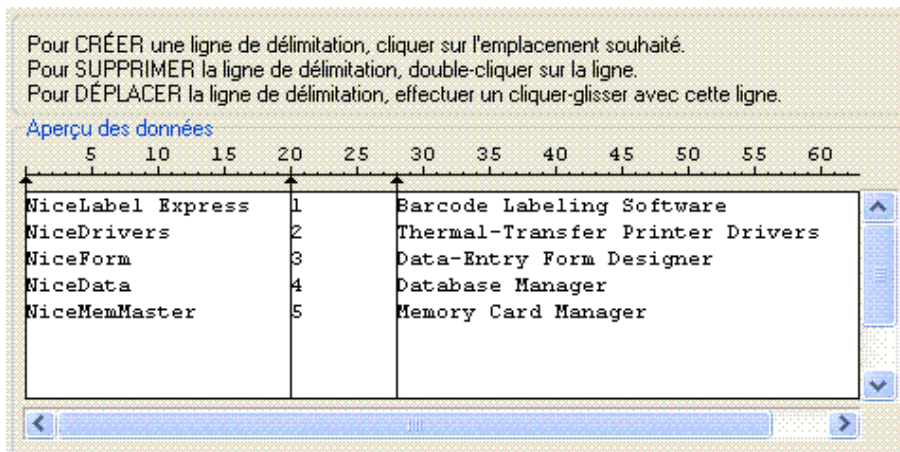 Pour CRÉER une ligne de délimitation, cliquer sur l'emplacement souhaité.
Pour SUPPRIMER la ligne de délimitation, double-cliquer sur la ligne.
Pour DÉPLACER la ligne de délimitation, effectuer un cliquer-glisser avec cette ligne.
Aperçu des données
5 10 15 20 25 30 35 40 45 50 55 60
NiceLabel Express 1 Barcode Labeling Software
NiceDrivers 2 Thermal-Transfer Printer Drivers
NiceForm 3 Data-Entry Form Designer
NiceData 4 Database Manager
NiceMemMaster 5 Memory Card Manager